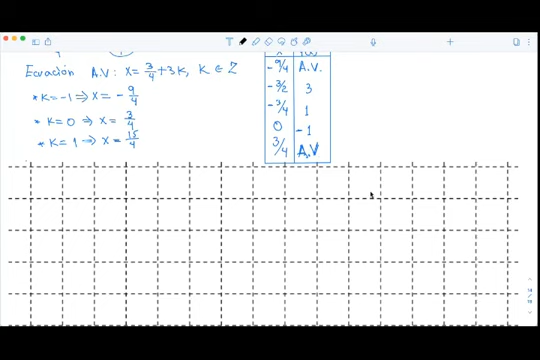 Ecuación A.V: X = 3/4 + 3K, K ∈ Z
* K = -1 ⇒ X = - 9/4
* K = 0 ⇒ X = 3/4
* K = 1 ⇒ X = 15/4
-9/4 A.V.
-3/2 3
-3/4 1
0 -1
3/4 A.V